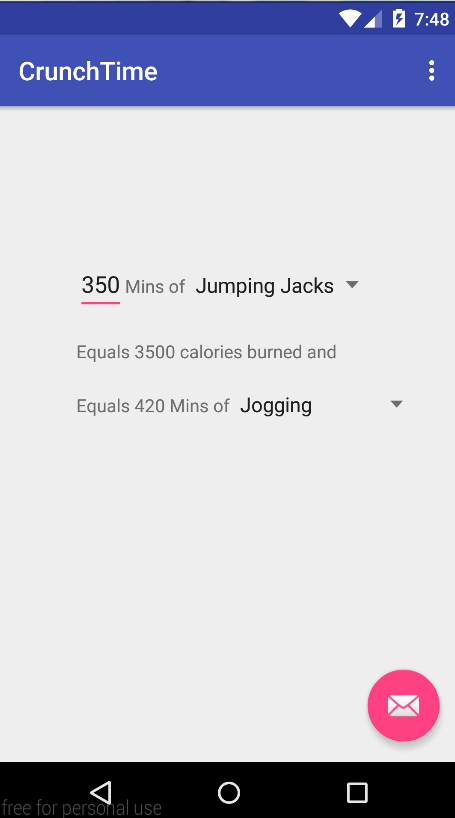 7:48
CrunchTime
350 Mins of Jumping Jacks
Equals 3500 calories burned and
Equals 420 Mins of Jogging
free for personal use